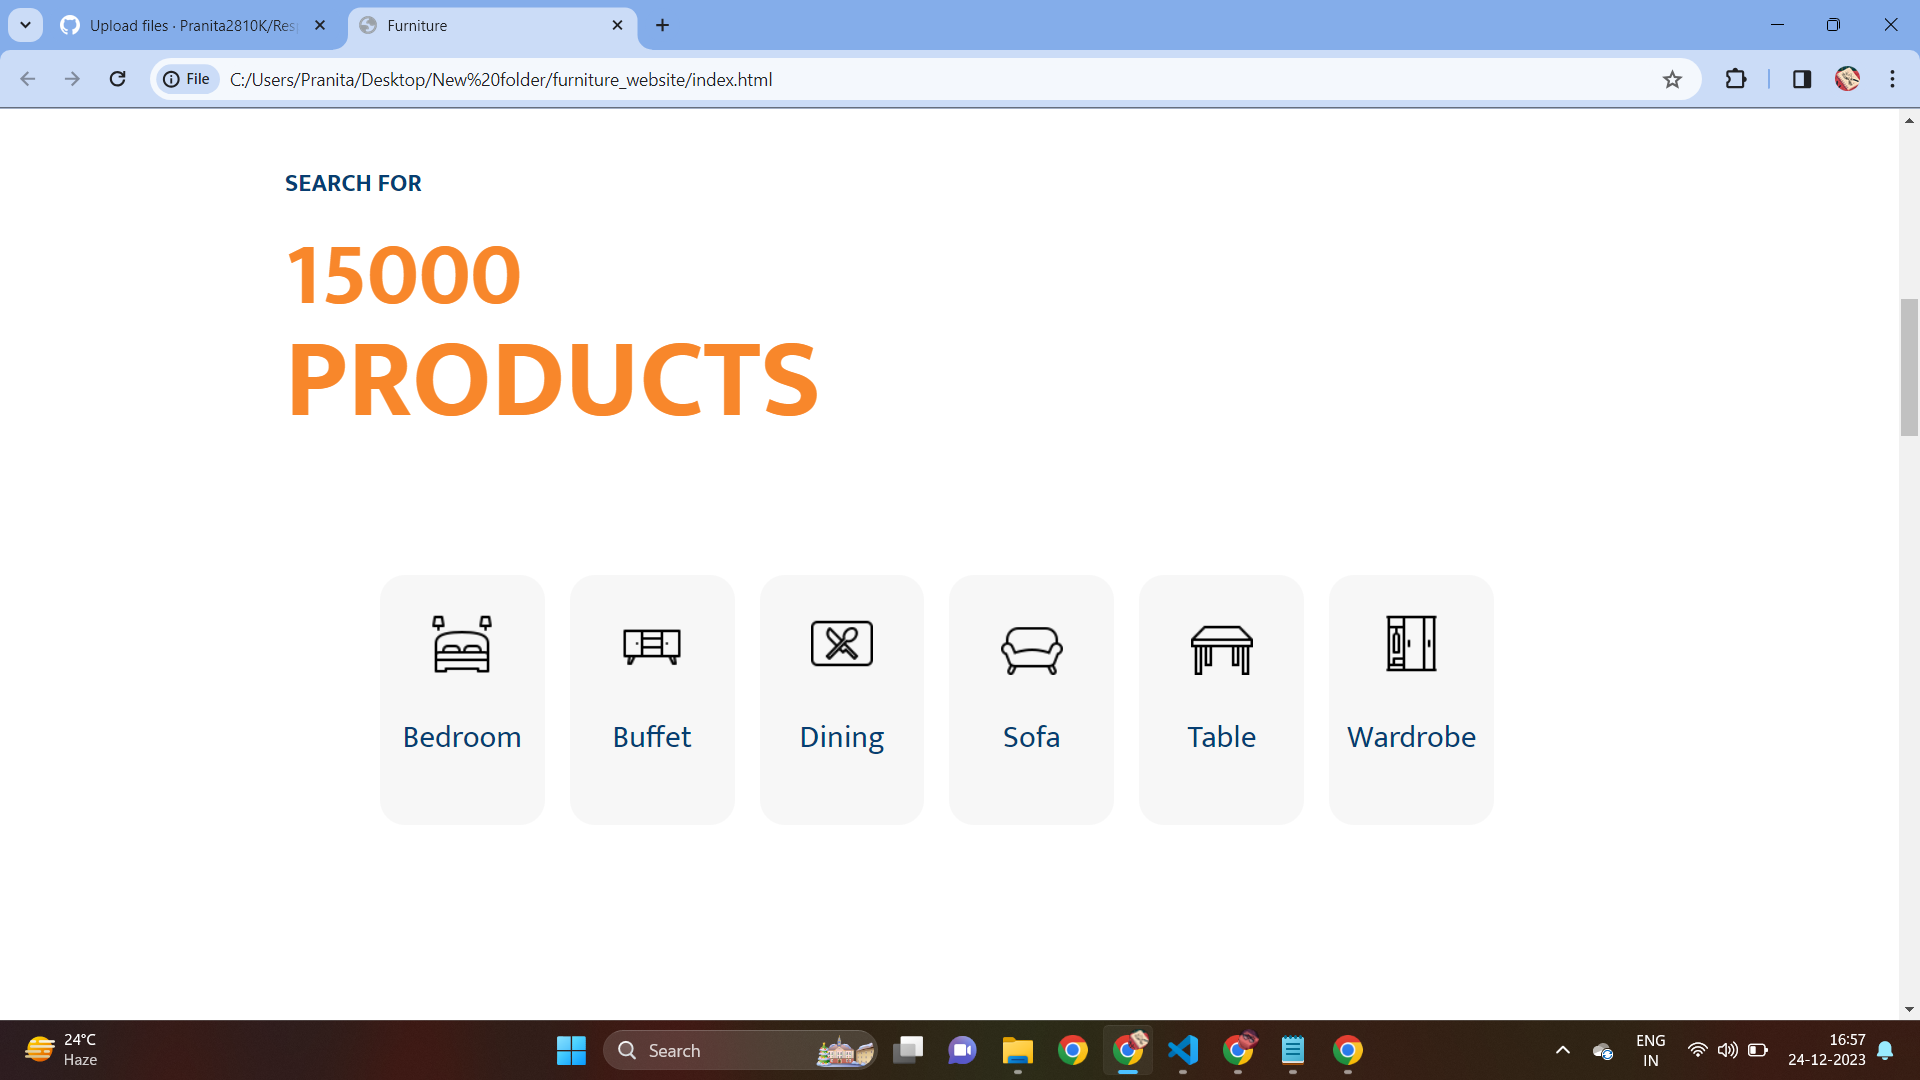 Upload files · Pranita2810K/Res
Furniture
File
C:/Users/Pranita/Desktop/New%20folder/furniture_website/index.html
SEARCH FOR
15000
PRODUCTS
Bedroom
Buffet
Dining
Sofa
Table
Wardrobe
24°C
Haze
Search
ENG
IN
16:57
24-12-2023